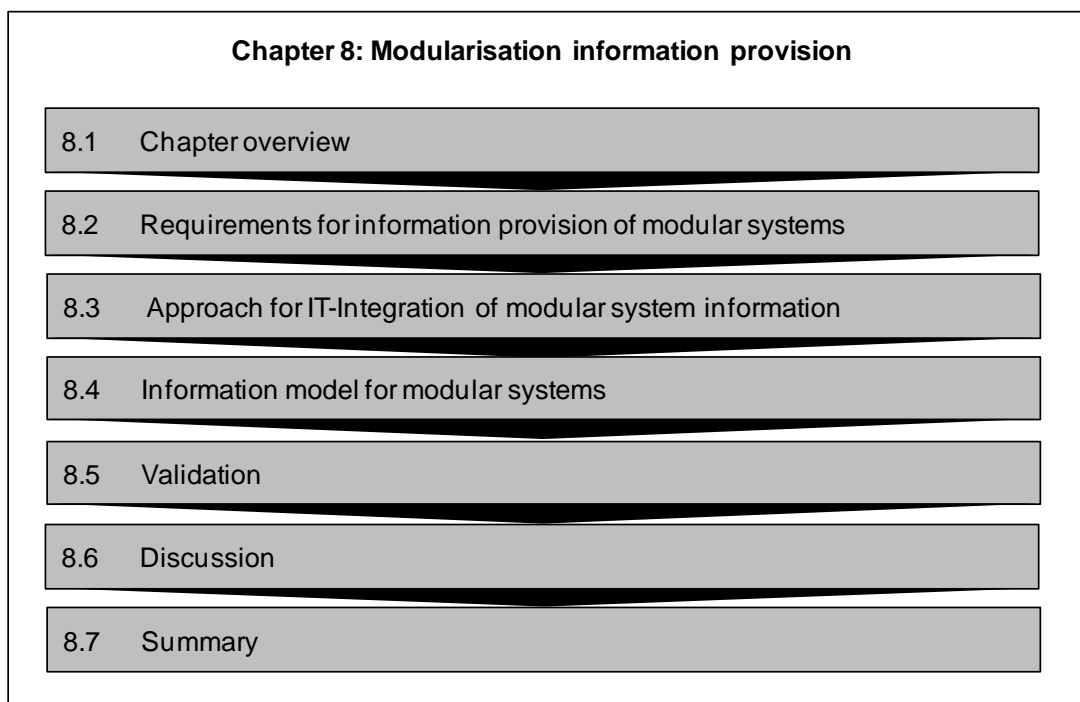 Chapter 8: Modularisation information provision
8.1 Chapter overview
8.2 Requirements for information provision of modular systems
8.3 Approach for IT-Integration of modular system information
8.4 Information model for modular systems
8.5 Validation
8.6 Discussion
8.7 Summary